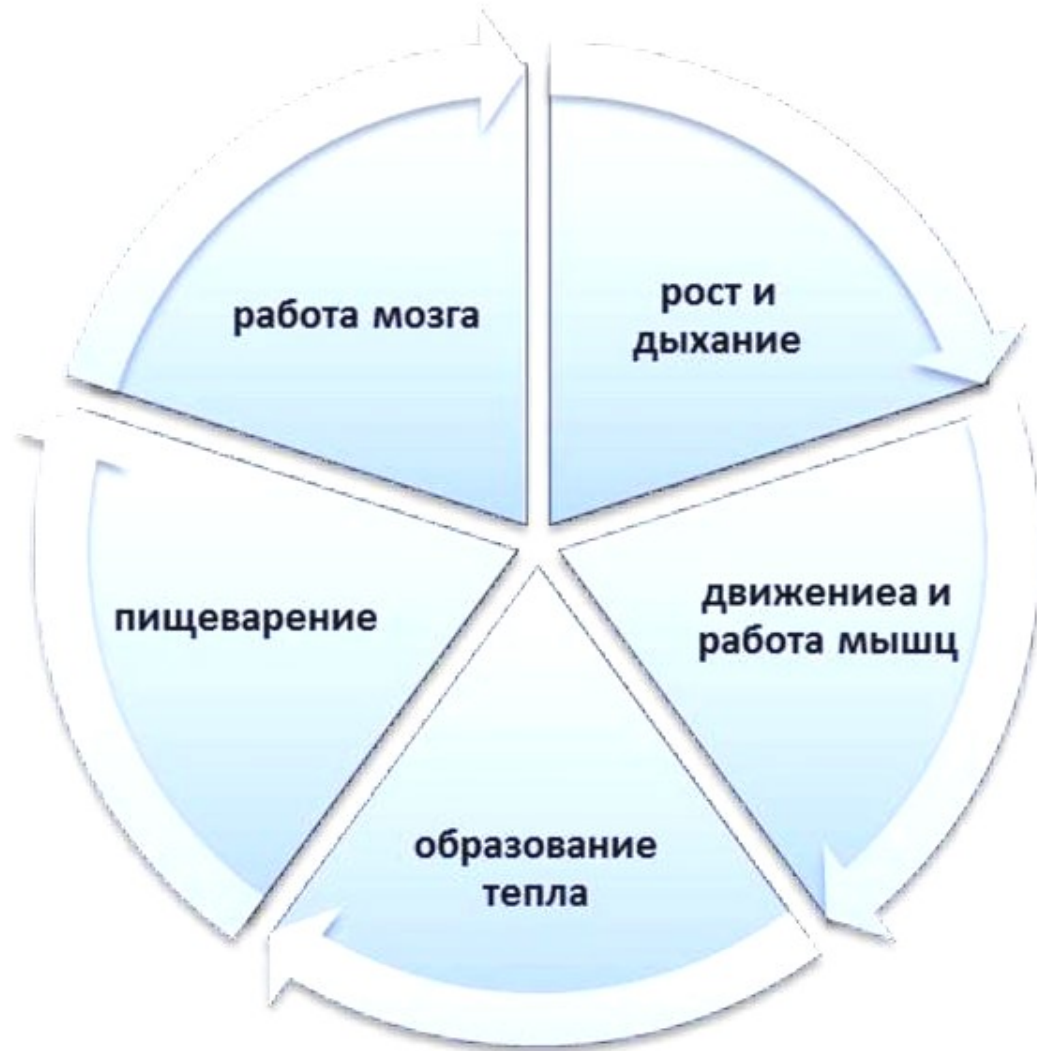 работа мозга
рост и
дыхание
движениеа и
работа мышц
образование
тепла
пищеварение